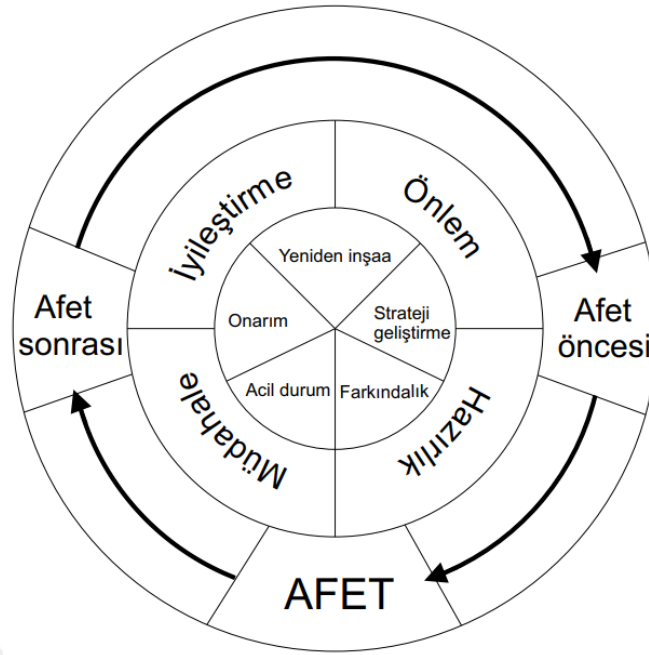 İyileştirme
Önlem
Yeniden inşaa
Afet
sonrası
Onarım
Strateji
geliştirme
Afet
öncesi
Müdahale
Acil durum
Farkındalık
Hazırlık
AFET